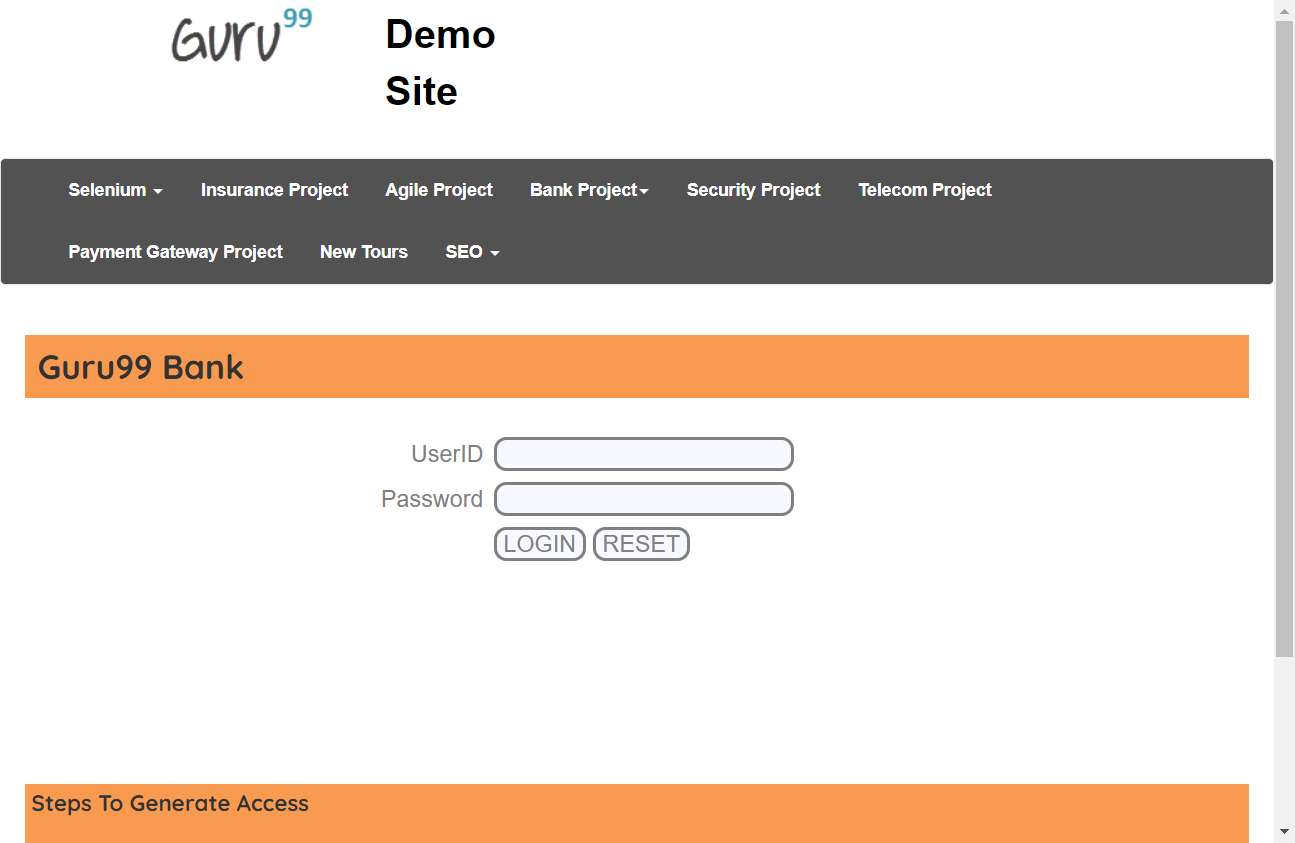 Guru99
Demo
Site
Selenium Insurance Project Agile Project Bank Project Security Project Telecom Project
Payment Gateway Project New Tours SEO
Guru99 Bank
UserID
Password
LOGIN RESET
Steps To Generate Access